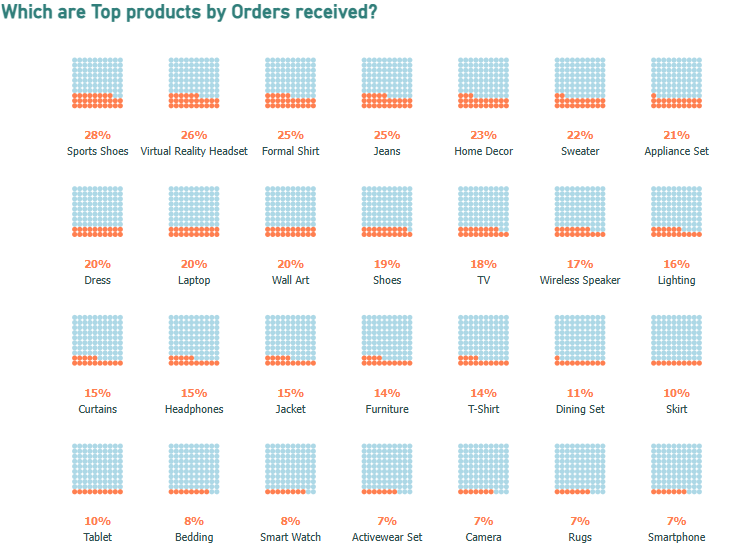 Which are Top products by Orders received?
28% 26% 25% 25% 23% 22% 21%
Sports Shoes Virtual Reality Headset Formal Shirt Jeans Home Decor Sweater Appliance Set
20% 20% 20% 19% 18% 17% 16%
Dress Laptop Wall Art Shoes TV Wireless Speaker Lighting
15% 15% 15% 14% 14% 11% 10%
Curtains Headphones Jacket Furniture T-Shirt Dining Set Skirt
10% 8% 8% 7% 7% 7% 7%
Tablet Bedding Smart Watch Activewear Set Camera Rugs Smartphone